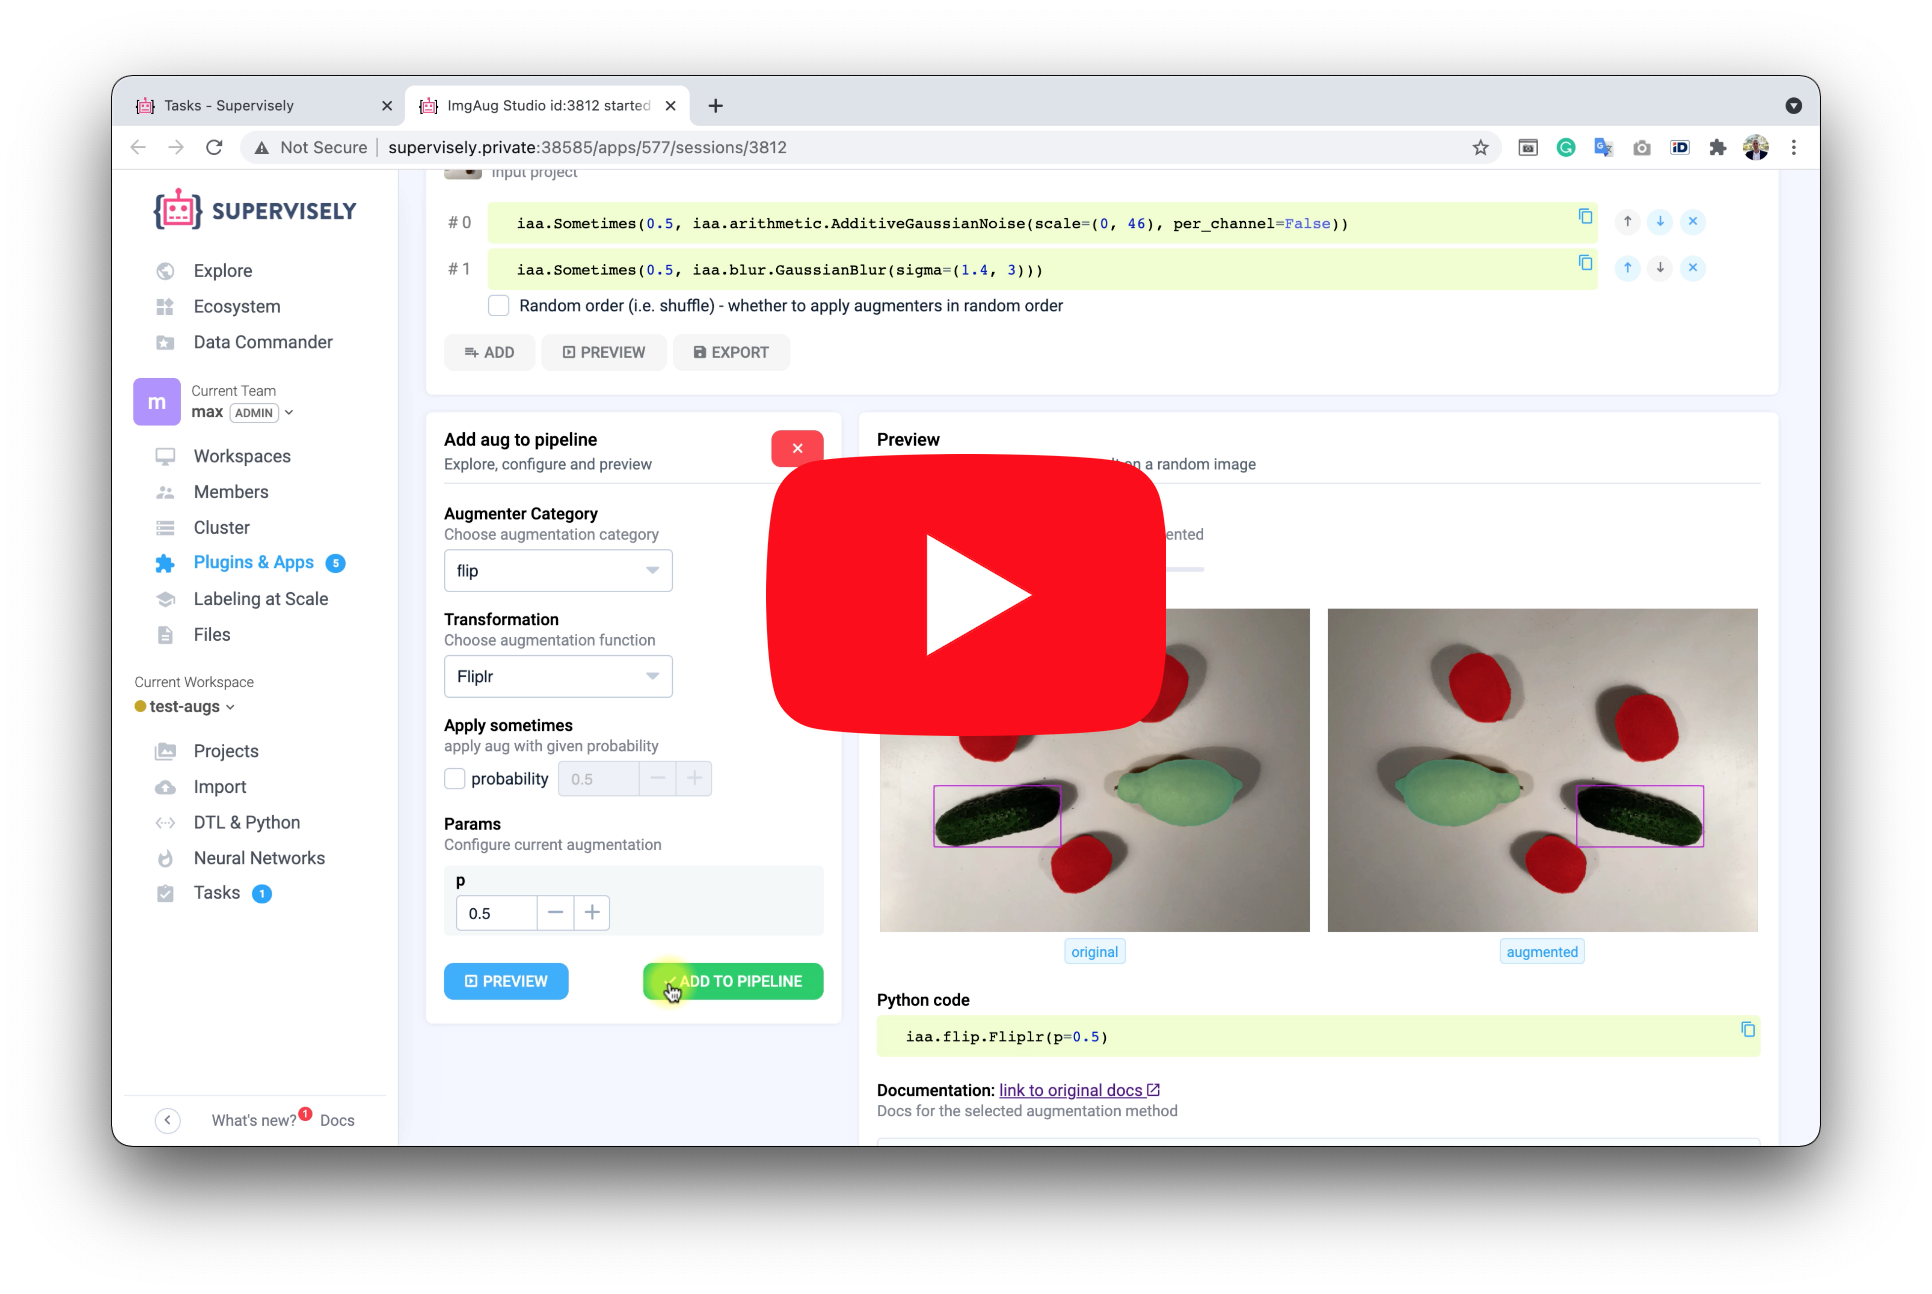 Tasks - Supervisely
ImgAug Studio id:3812 started
Not Secure
supervisely.private:38585/apps/577/sessions/3812
SUPERVISELY
Explore
Ecosystem
Data Commander
m
Current Team
max ADMIN
Workspaces
Members
Cluster
Plugins & Apps 5
Labeling at Scale
Files
Current Workspace
test-augs
Projects
Import
DTL & Python
Neural Networks
Tasks 1
What's new? 1 Docs
Input project
# 0 iaa.Sometimes(0.5, iaa.arithmetic.AdditiveGaussianNoise(scale=(0, 46), per_channel=False))
# 1 iaa.Sometimes(0.5, iaa.blur.GaussianBlur(sigma=(1.4, 3)))
Random order (i.e. shuffle) - whether to apply augmenters in random order
ADD PREVIEW EXPORT
Add aug to pipeline
Explore, configure and preview
Augmenter Category
Choose augmentation category
flip
Transformation
Choose augmentation function
Fliplr
Apply sometimes
apply aug with given probability
probability 0.5
Params
Configure current augmentation
p
0.5
PREVIEW
ADD TO PIPELINE
Preview
on a random image
original
augmented
Python code
iaa.flip.Fliplr(p=0.5)
Documentation: link to original docs
Docs for the selected augmentation method